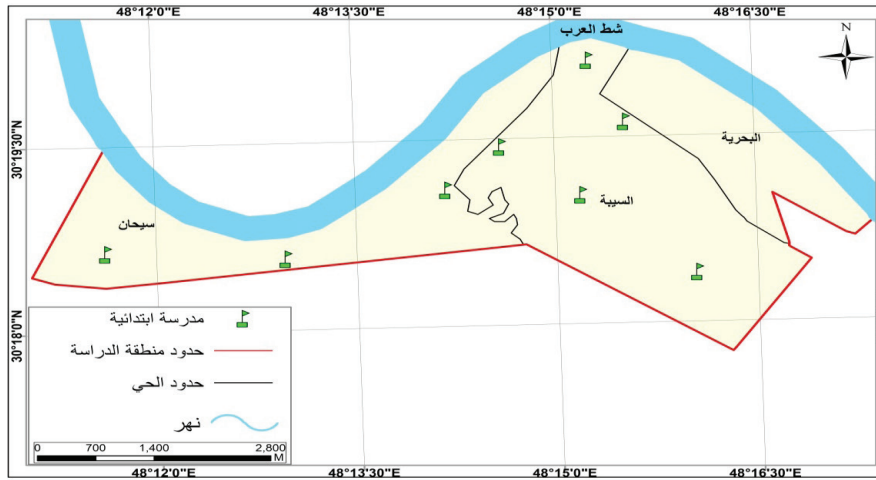 48°12'0"E 48°13'30"E 48°15'0"E 48°16'30"E
شط العرب
N
30°19'30"N
البحرية
السيبة
سيحان
30°18'0"N
مدرسة ابتدائية
حدود منطقة الدراسة
حدود الحي
نهر
0 700 1,400 2,800
M
48°12'0"E 48°13'30"E 48°15'0"E 48°16'30"E